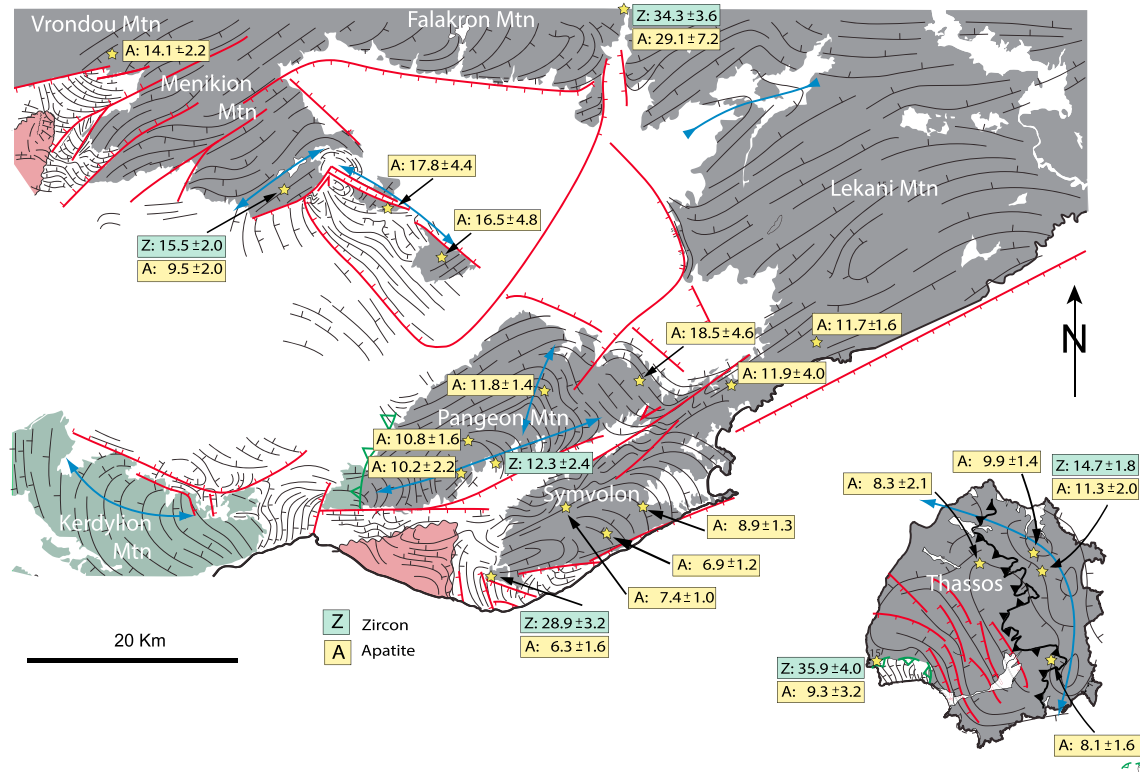 Vrondou Mtn
Falakron Mtn
Z: 34.3±3.6
A: 29.1±7.2
A: 14.1±2.2
Menikion
Mtn
A: 17.8±4.4
Lekani Mtn
A: 16.5±4.8
Z: 15.5±2.0
A: 9.5±2.0
N
A: 18.5±4.6
A: 11.7±1.6
A: 11.8±1.4
A: 11.9±4.0
Pangeon Mtn
A: 10.8±1.6
A: 10.2±2.2
Z: 12.3±2.4
Symvolon
A: 9.9±1.4
Z: 14.7±1.8
A: 8.3±2.1
A: 11.3±2.0
Kerdylion
Mtn
A: 8.9±1.3
A: 6.9±1.2
Thassos
A: 7.4±1.0
Z: 28.9±3.2
A: 6.3±1.6
Z Zircon
A Apatite
20 Km
15
Z: 35.9±4.0
A: 9.3±3.2
A: 8.1±1.6